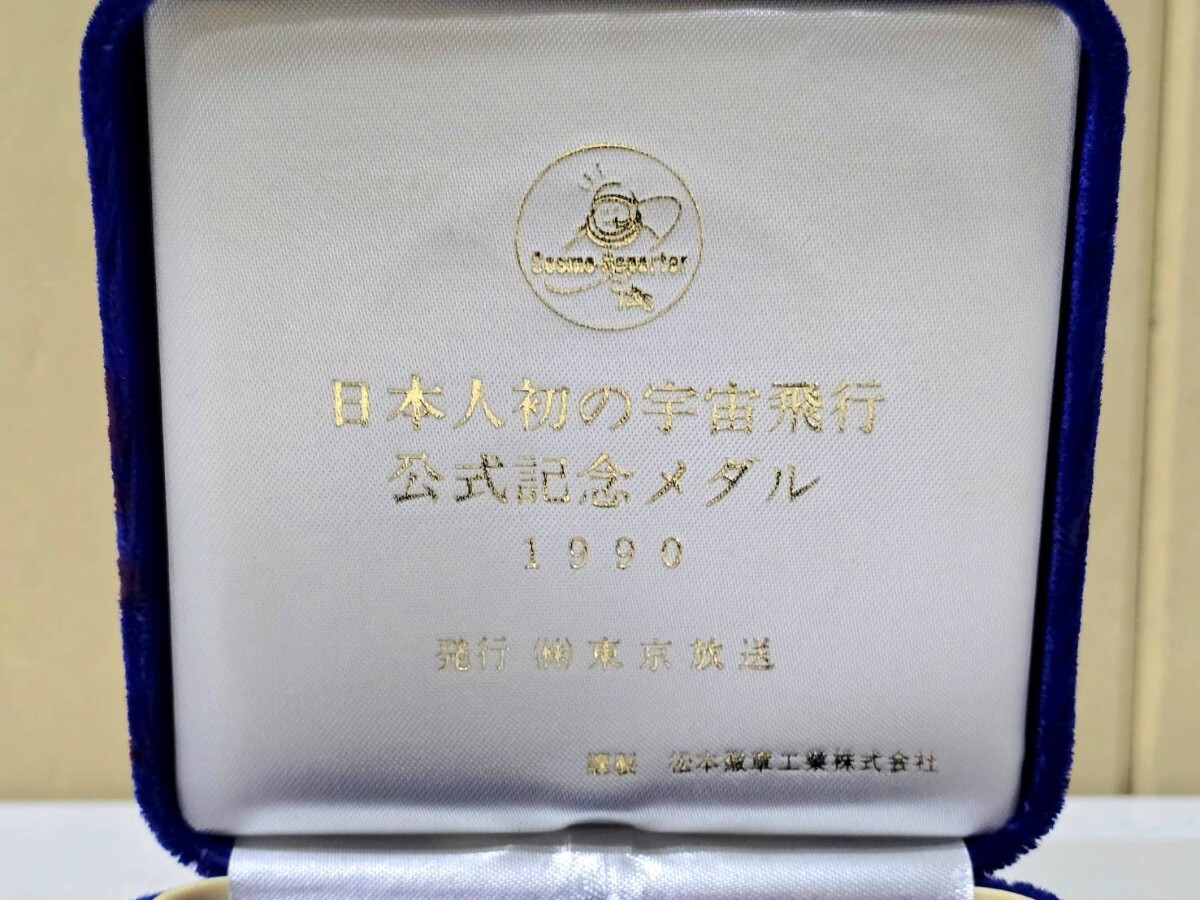 Cosmo Reporter
TBS
日本人初の宇宙飛行
公式記念メダル
1990
発行 ㈱東京放送
謹製 松本徽章工業株式会社